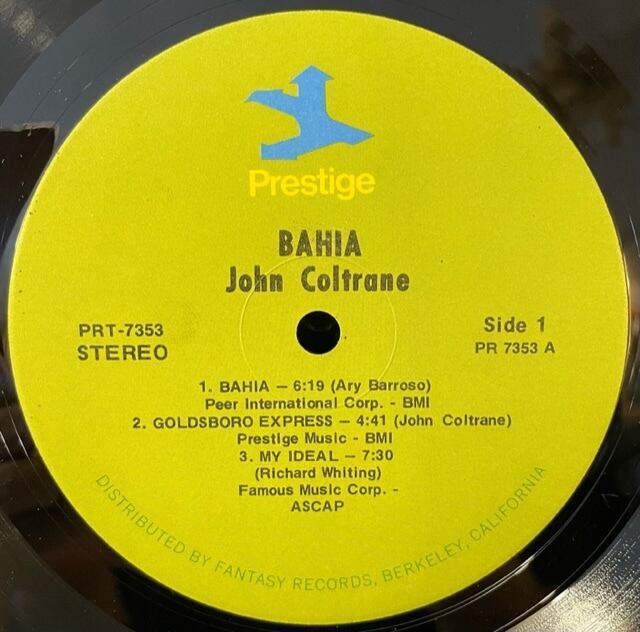 Prestige
BAHIA
John Coltrane
PRT-7353
STEREO
Side 1
PR 7353 A
1. BAHIA — 6:19 (Ary Barroso)
Peer International Corp. - BMI
2. GOLDSBORO EXPRESS — 4:41 (John Coltrane)
Prestige Music - BMI
3. MY IDEAL — 7:30
(Richard Whiting)
Famous Music Corp. -
ASCAP
DISTRIBUTED BY FANTASY RECORDS, BERKELEY, CALIFORNIA